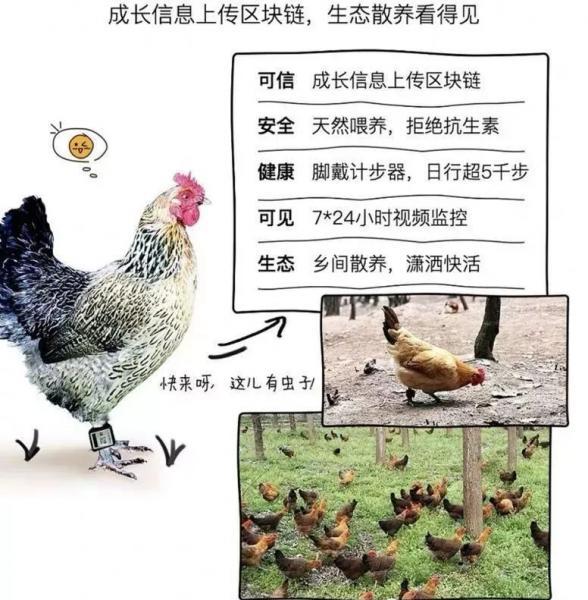 成长信息上传区块链，生态散养看得见
可信 成长信息上传区块链
安全 天然喂养，拒绝抗生素
健康 脚戴计步器，日行超5千步
可见 7*24小时视频监控
生态 乡间散养，潇洒快活
快来呀，这儿有虫子！